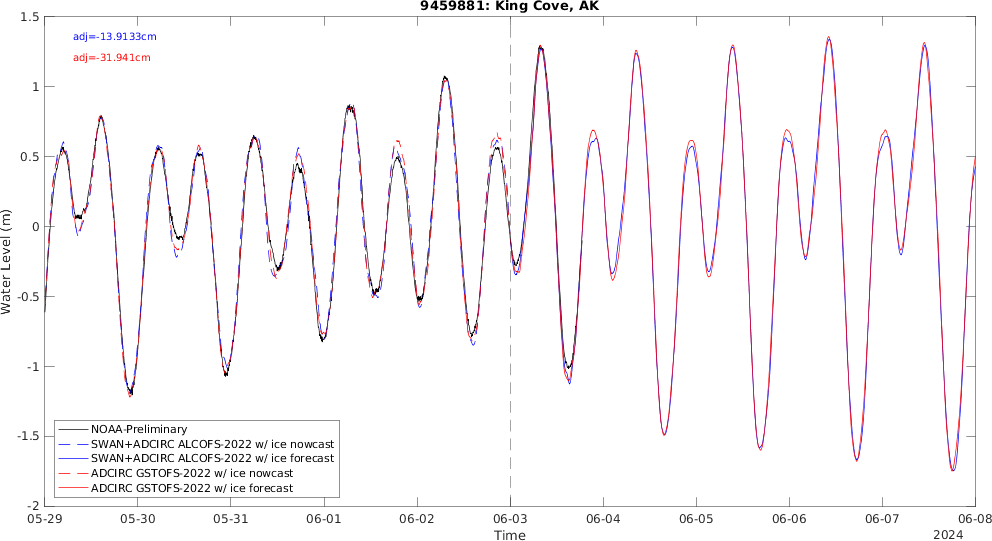 9459881: King Cove, AK
adj=-13.9133cm
adj=-31.941cm
Water Level (m)
1.5
1
0.5
0
-0.5
-1
-1.5
-2
NOAA-Preliminary
SWAN+ADCIRC ALCOFS-2022 w/ ice nowcast
SWAN+ADCIRC ALCOFS-2022 w/ ice forecast
ADCIRC GSTOFS-2022 w/ ice nowcast
ADCIRC GSTOFS-2022 w/ ice forecast
05-29 05-30 05-31 06-01 06-02 06-03 06-04 06-05 06-06 06-07 06-08
Time
2024